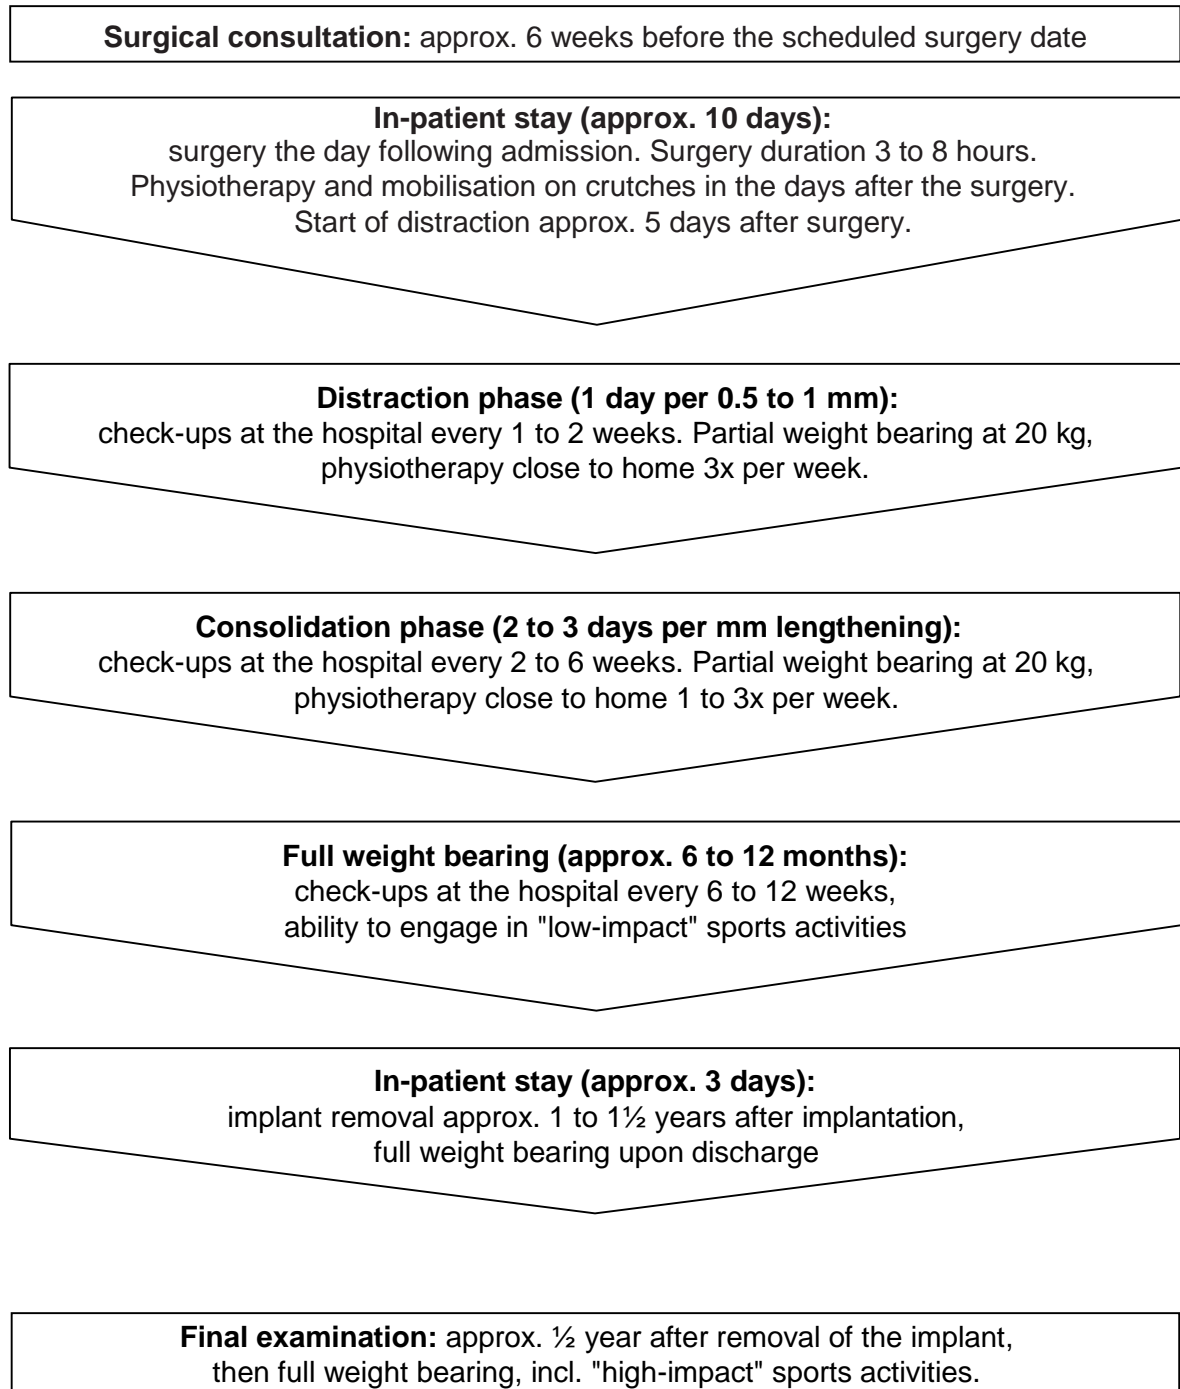 Surgical consultation: approx. 6 weeks before the scheduled surgery date
In-patient stay (approx. 10 days):
surgery the day following admission. Surgery duration 3 to 8 hours.
Physiotherapy and mobilisation on crutches in the days after the surgery.
Start of distraction approx. 5 days after surgery.
Distraction phase (1 day per 0.5 to 1 mm):
check-ups at the hospital every 1 to 2 weeks. Partial weight bearing at 20 kg,
physiotherapy close to home 3x per week.
Consolidation phase (2 to 3 days per mm lengthening):
check-ups at the hospital every 2 to 6 weeks. Partial weight bearing at 20 kg,
physiotherapy close to home 1 to 3x per week.
Full weight bearing (approx. 6 to 12 months):
check-ups at the hospital every 6 to 12 weeks,
ability to engage in "low-impact" sports activities
In-patient stay (approx. 3 days):
implant removal approx. 1 to 1½ years after implantation,
full weight bearing upon discharge
Final examination: approx. ½ year after removal of the implant,
then full weight bearing, incl. "high-impact" sports activities.